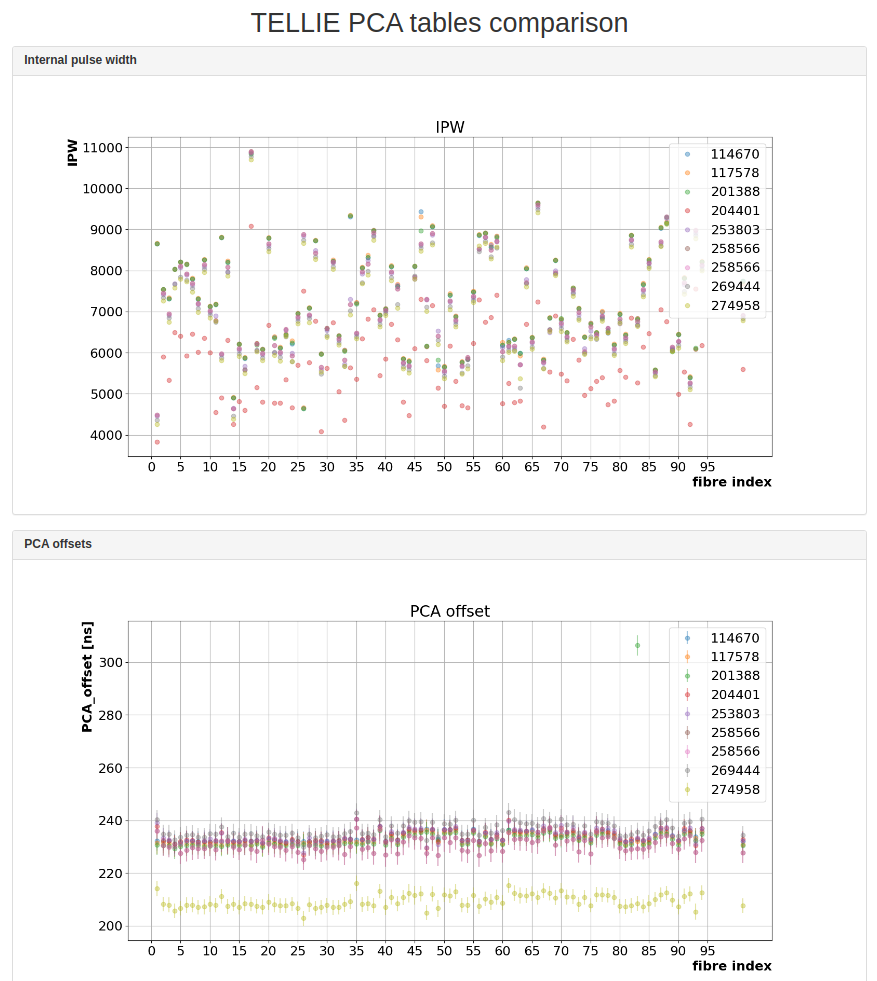 TELLIE PCA tables comparison
Internal pulse width
IPW
IPW
11000
10000
9000
8000
7000
6000
5000
4000
114670
117578
201388
204401
253803
258566
258566
269444
274958
0 5 10 15 20 25 30 35 40 45 50 55 60 65 70 75 80 85 90 95
fibre index
PCA offsets
PCA offset
PCA_offset [ns]
300
280
260
240
220
200
114670
117578
201388
204401
253803
258566
258566
269444
274958
0 5 10 15 20 25 30 35 40 45 50 55 60 65 70 75 80 85 90 95
fibre index